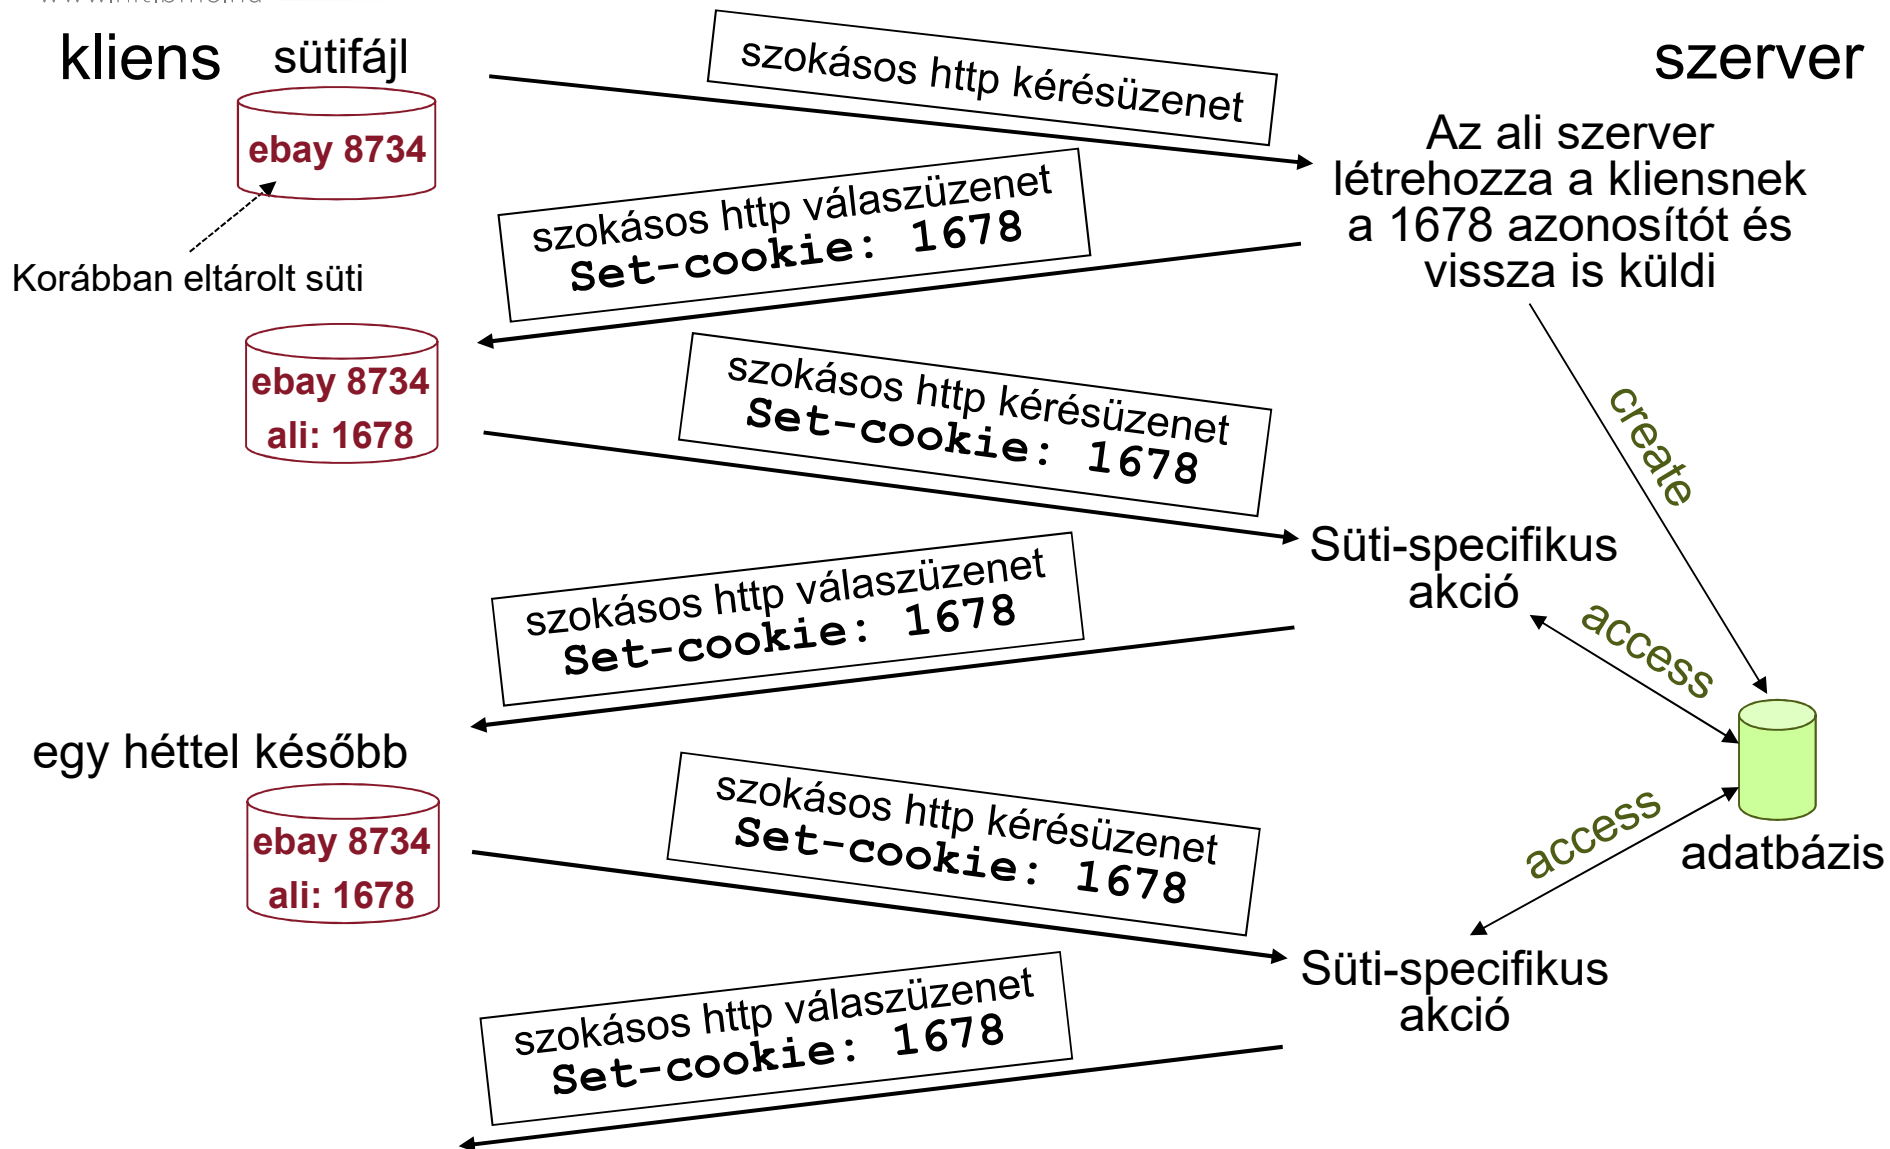 kliens
sütifájl
szokásos http kérésüzenet
szerver
ebay 8734
Az ali szerver
létrehozza a kliensnek
a 1678 azonosítót és
vissza is küldi
szokásos http válaszüzenet
Set-cookie: 1678
Korábban eltárolt süti
ebay 8734
ali: 1678
szokásos http kérésüzenet
Set-cookie: 1678
create
Süti-specifikus
akció
szokásos http válaszüzenet
Set-cookie: 1678
access
egy héttel később
ebay 8734
ali: 1678
szokásos http kérésüzenet
Set-cookie: 1678
access
adatbázis
Süti-specifikus
akció
szokásos http válaszüzenet
Set-cookie: 1678